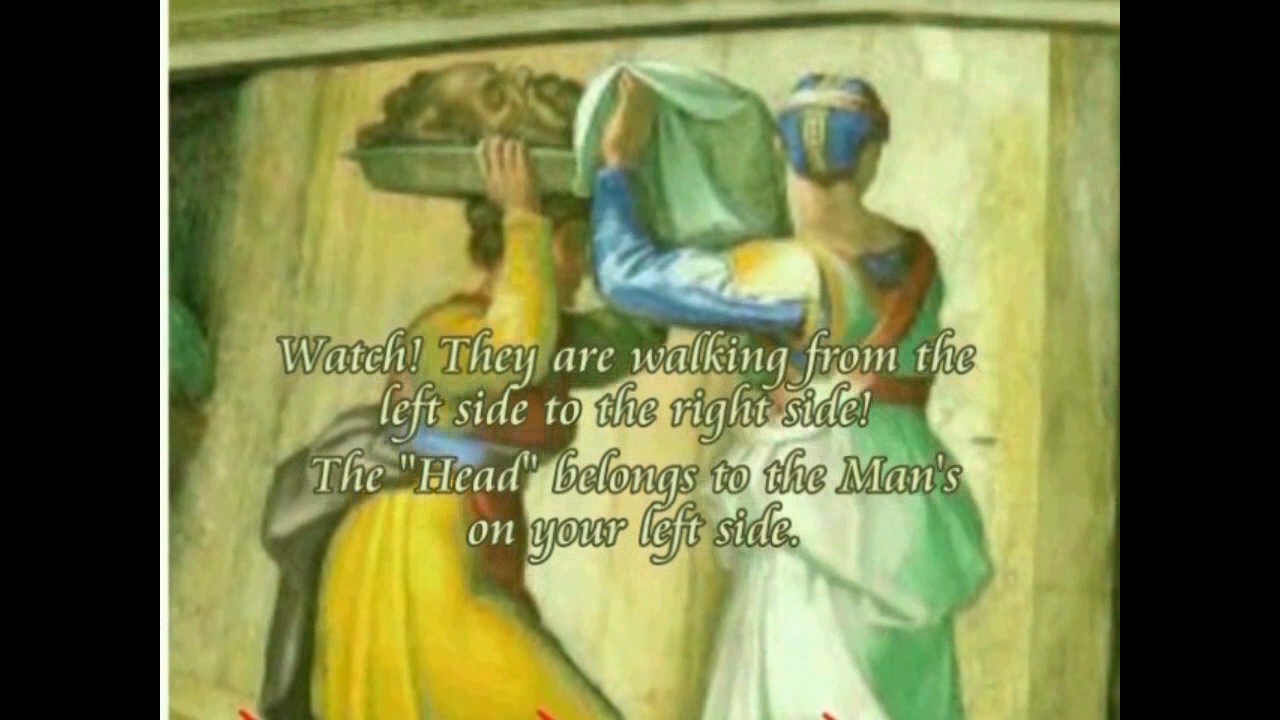 Watch! They are walking from the
left side to the right side!
The "Head" belongs to the Man's
on your left side.